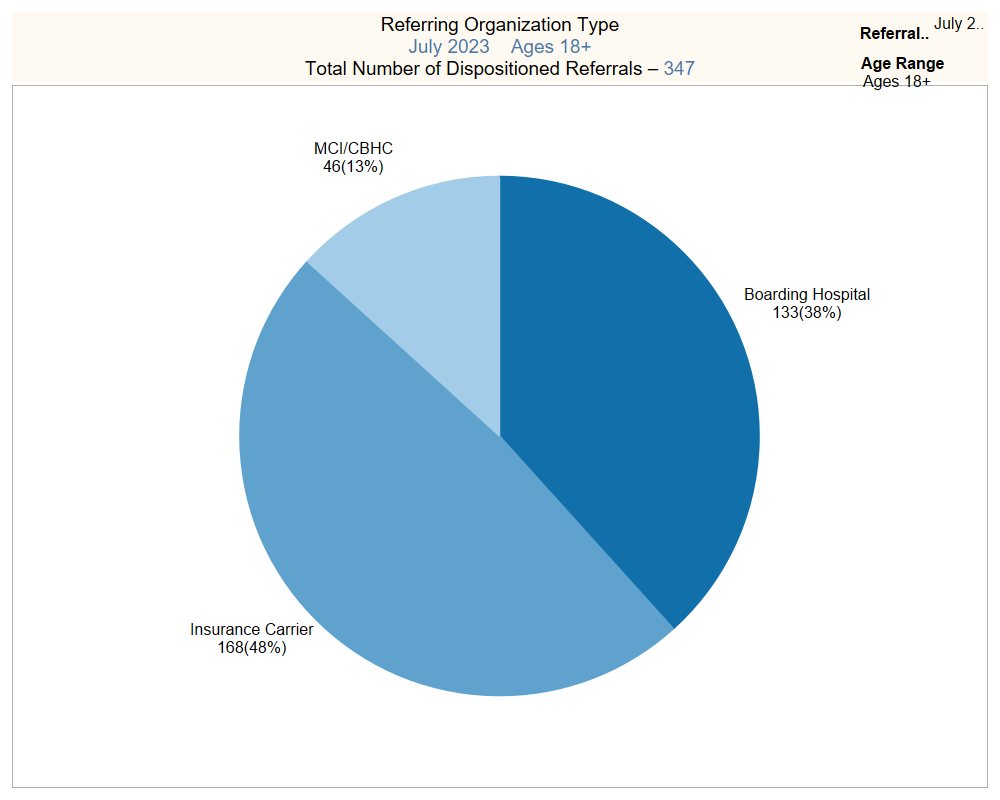 Referring Organization Type
July 2023 Ages 18+
Total Number of Dispositioned Referrals – 347
Referral.. July 2..
Age Range
Ages 18+
MCI/CBHC
46(13%)
Boarding Hospital
133(38%)
Insurance Carrier
168(48%)